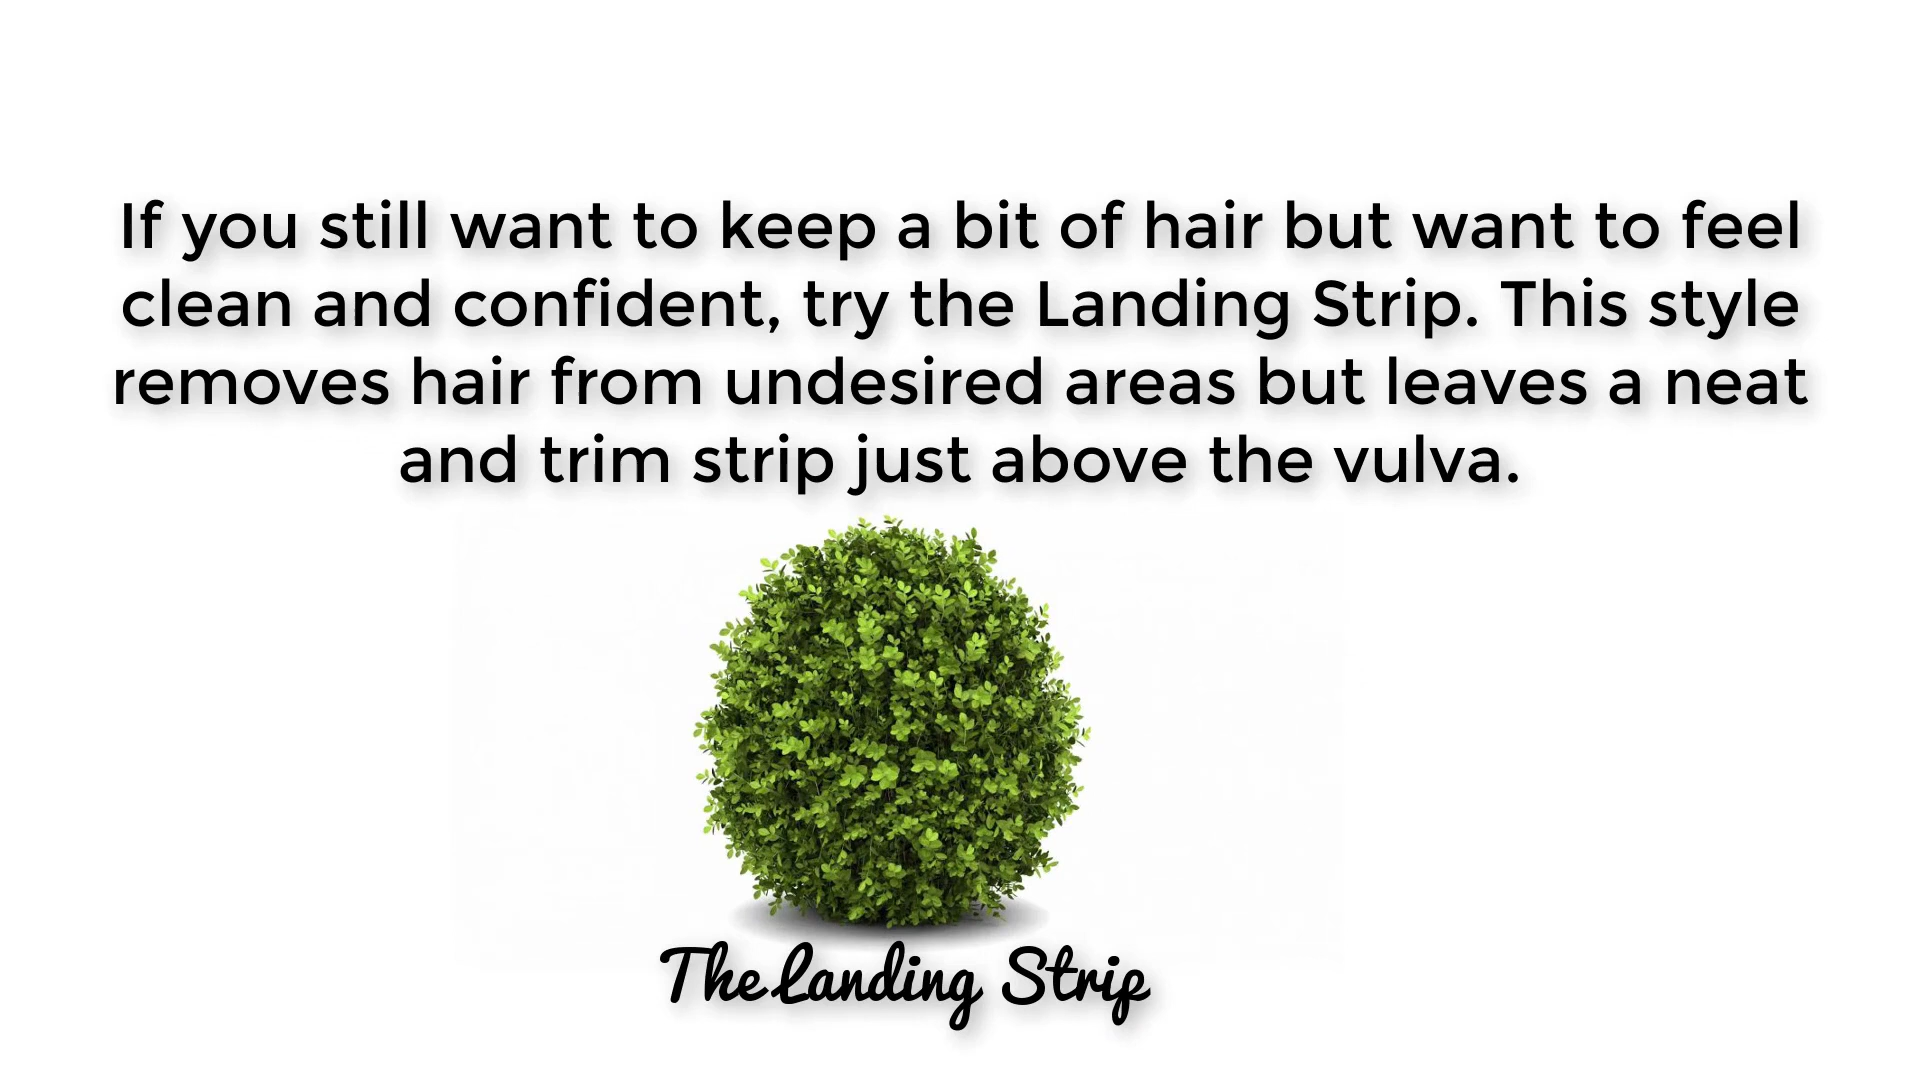 If you still want to keep a bit of hair but want to feel
clean and confident, try the Landing Strip. This style
removes hair from undesired areas but leaves a neat
and trim strip just above the vulva.
The Landing Strip